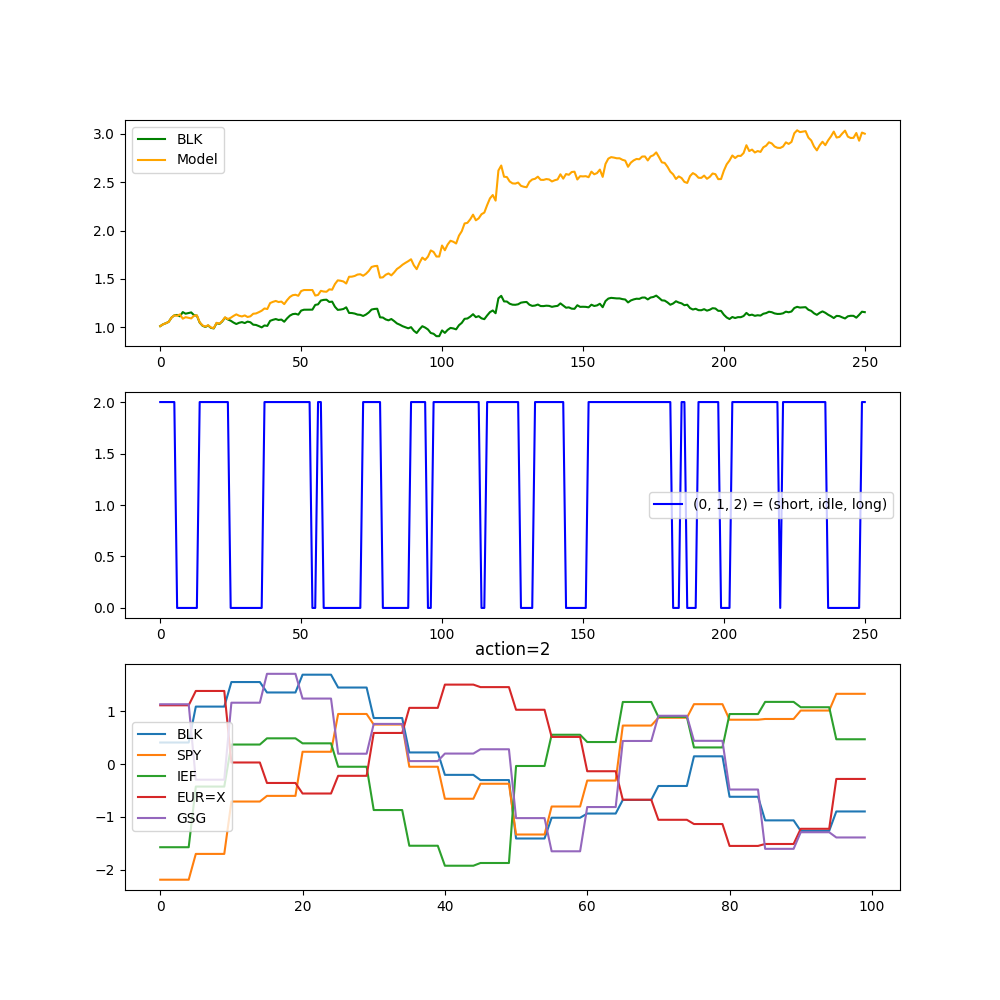 3.0
2.5
2.0
1.5
1.0
BLK
Model
0 50 100 150 200 250
2.0
1.5
1.0
0.5
0.0
(0, 1, 2) = (short, idle, long)
0 50 100 150 200 250
action=2
1
0
−1
−2
BLK
SPY
IEF
EUR=X
GSG
0 20 40 60 80 100